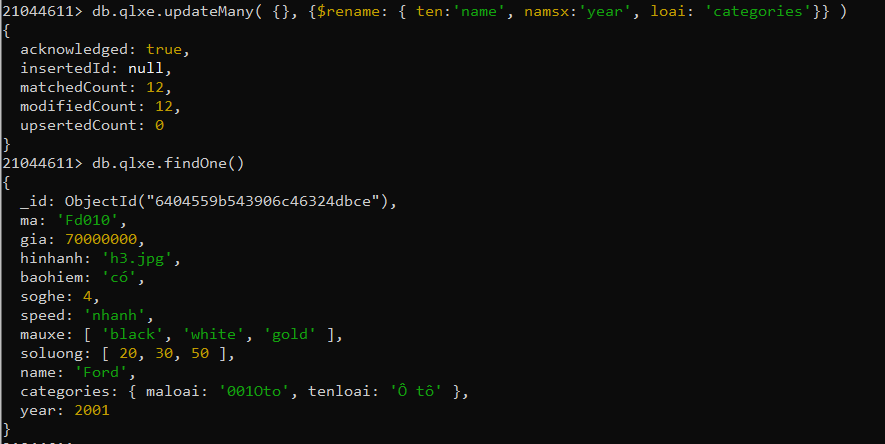 21044611> db.qlxe.updateMany( {}, {$rename: { ten:'name', namsx:'year', loai: 'categories'}} )
{
  acknowledged: true,
  insertedId: null,
  matchedCount: 12,
  modifiedCount: 12,
  upsertedCount: 0
}
21044611> db.qlxe.findOne()
{
  _id: ObjectId("6404559b543906c46324dbce"),
  ma: 'Fd010',
  gia: 70000000,
  hinhanh: 'h3.jpg',
  baohiem: 'có',
  soghe: 4,
  speed: 'nhanh',
  mauxe: [ 'black', 'white', 'gold' ],
  soluong: [ 20, 30, 50 ],
  name: 'Ford',
  categories: { maloai: '001Oto', tenloai: 'Ô tô' },
  year: 2001
}